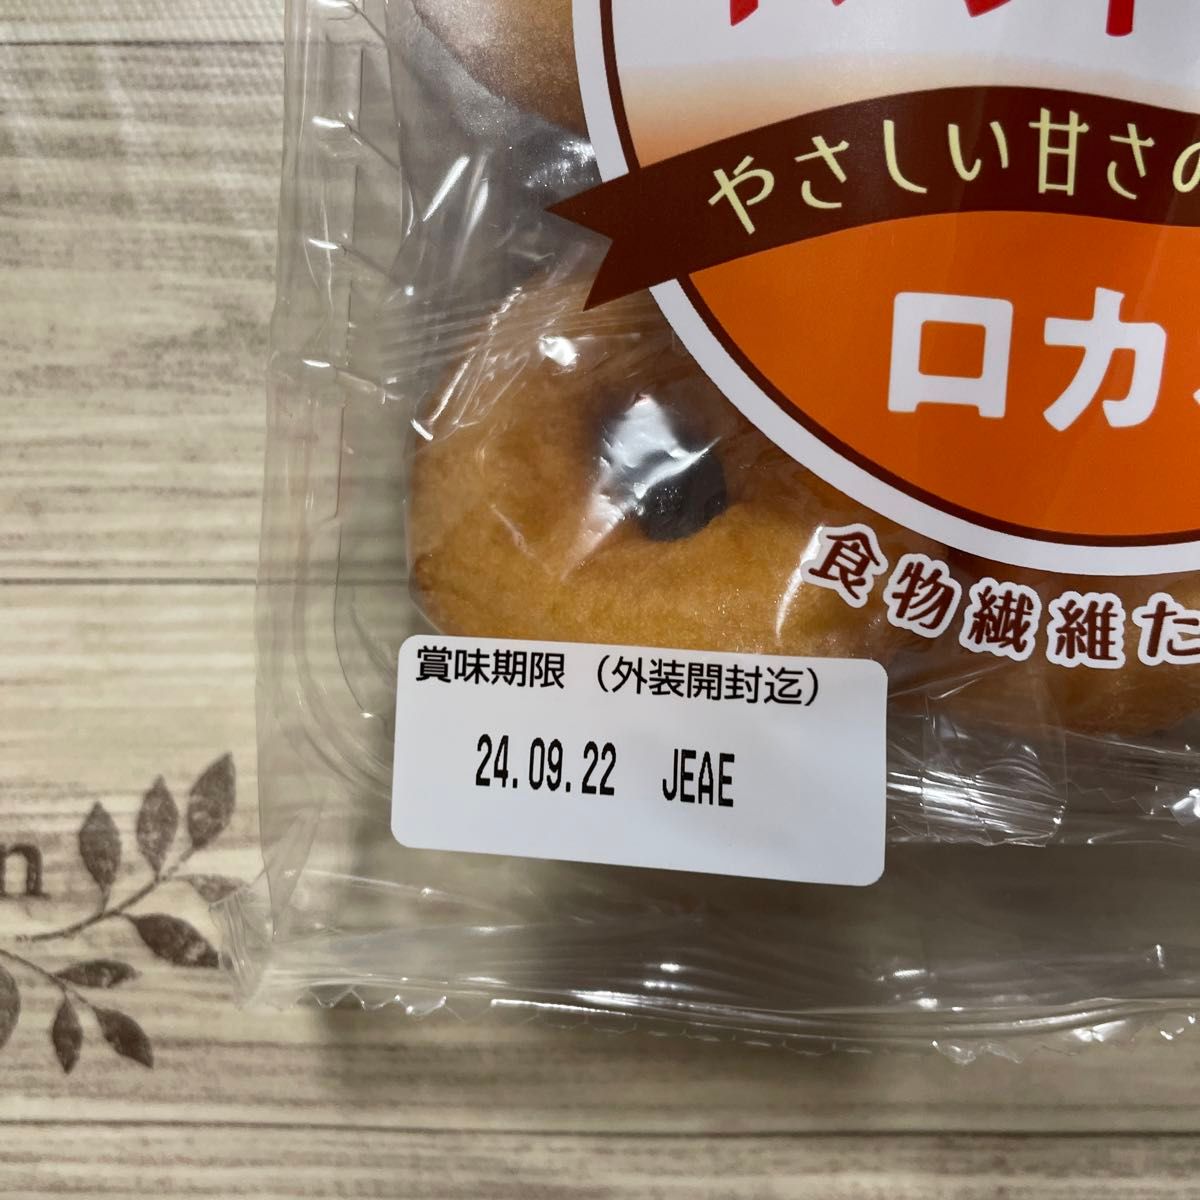 やさしい甘さの
ロカ
食物繊維た
賞味期限 （外装開封迄）
24.09.22 JEAE
n